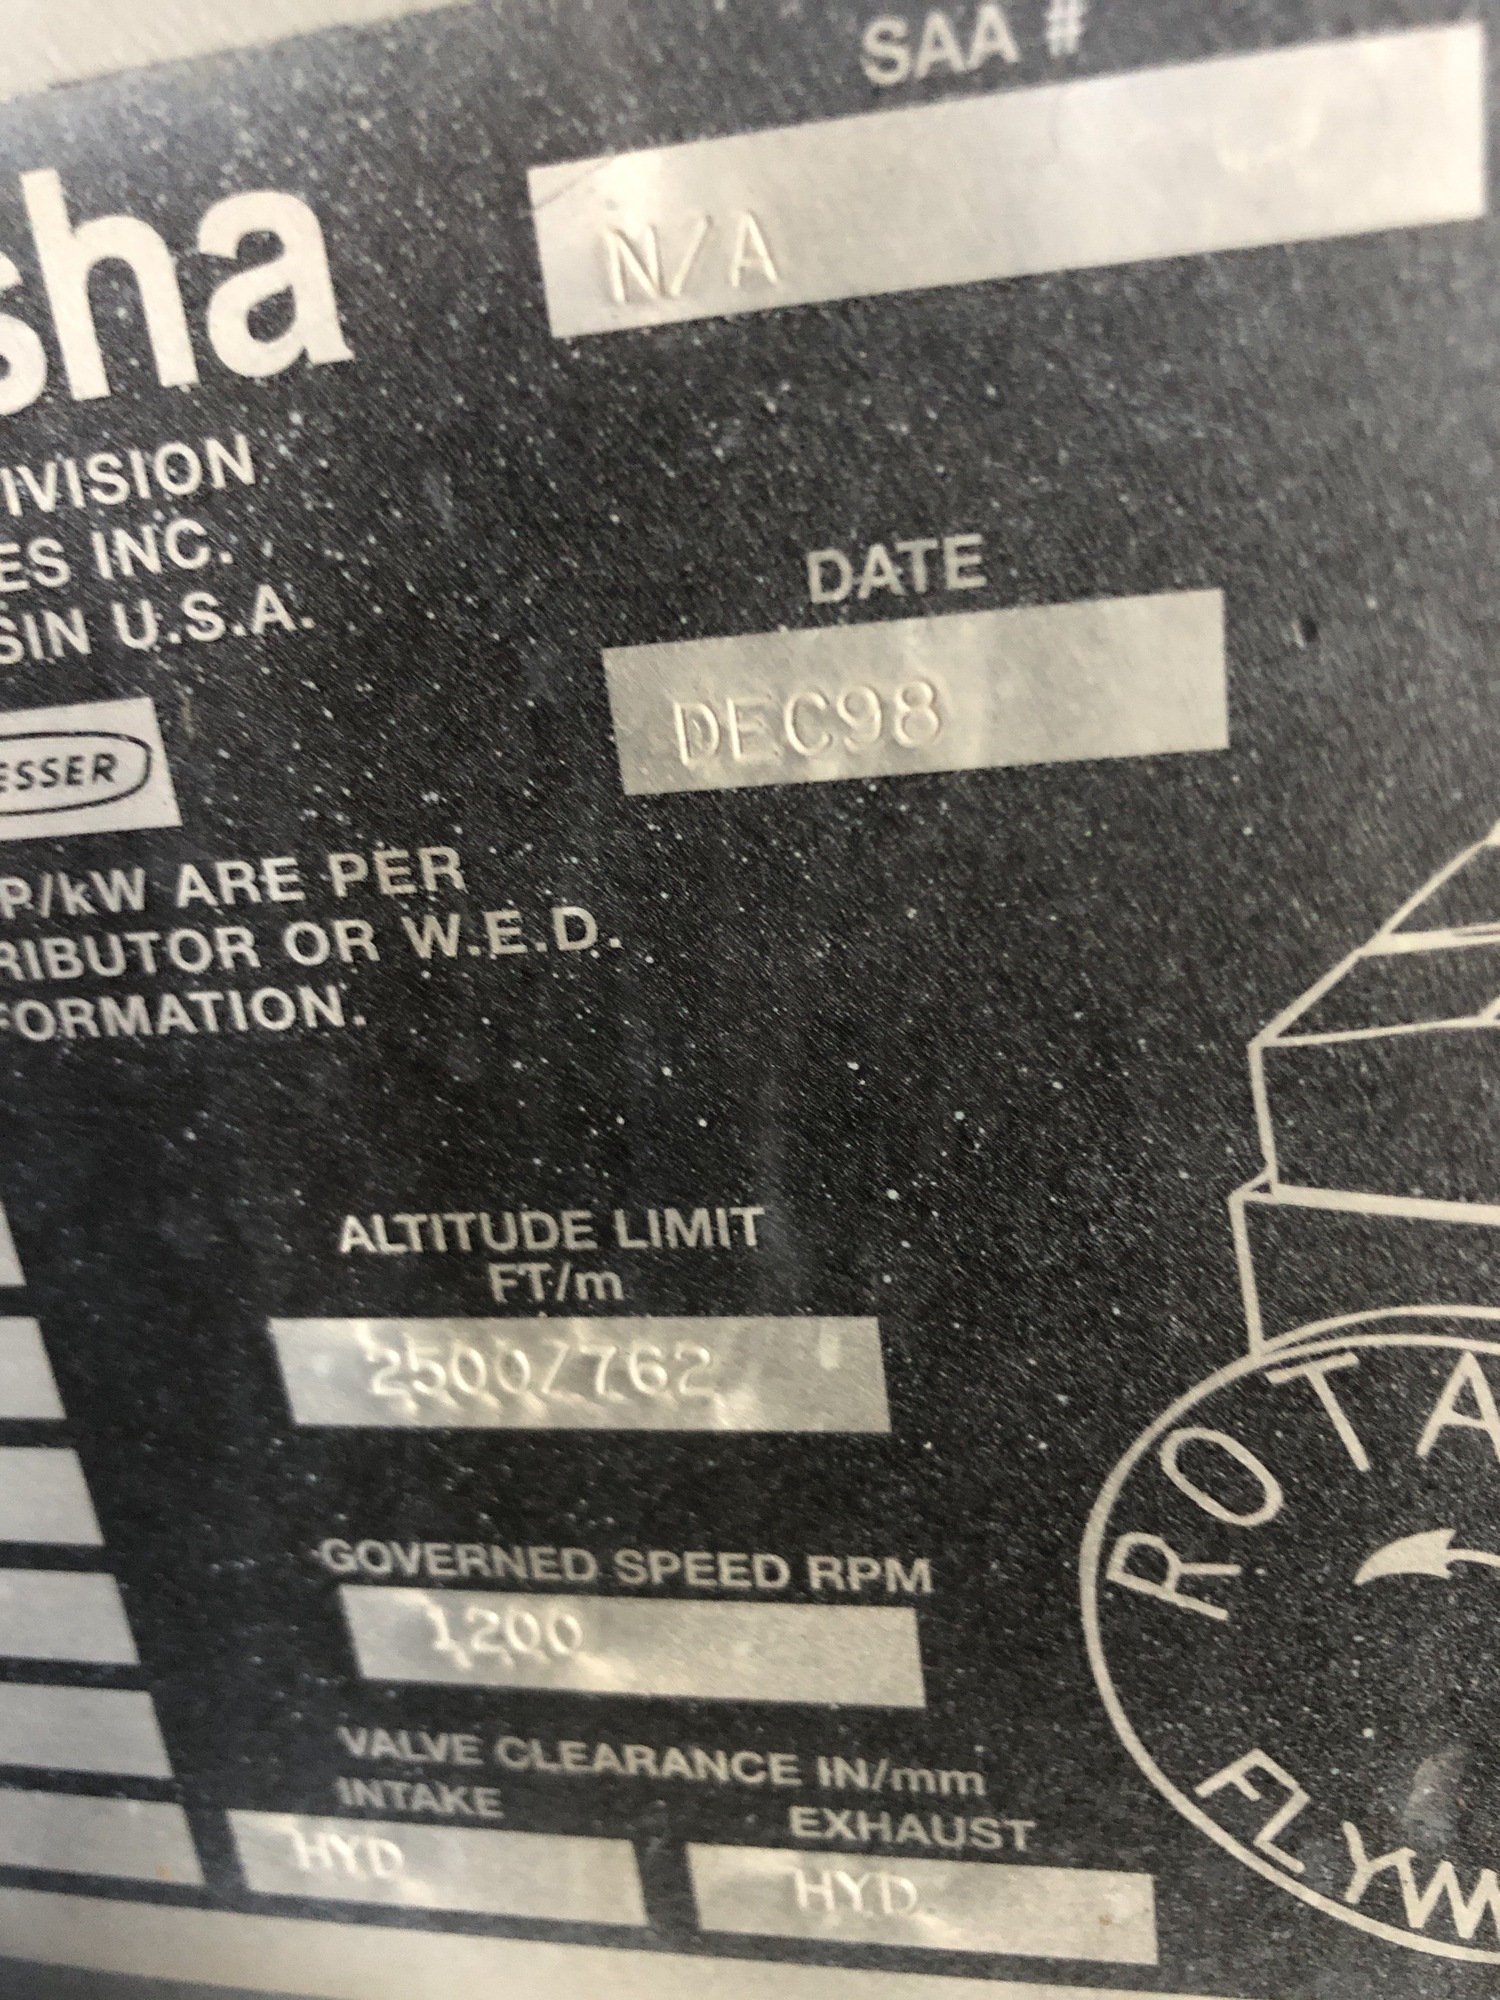 SAA #
N/A
sha
IVISION
ES INC.
SIN U.S.A.
DATE
DEC98
ESSER
P/kW ARE PER
RIBUTOR OR W.E.D.
FORMATION.
ALTITUDE LIMIT
FT/m
2500/762
ROTA
GOVERNED SPEED RPM
1200
VALVE CLEARANCE IN/mm
INTAKE EXHAUST
HYD. HYD.
FLYW